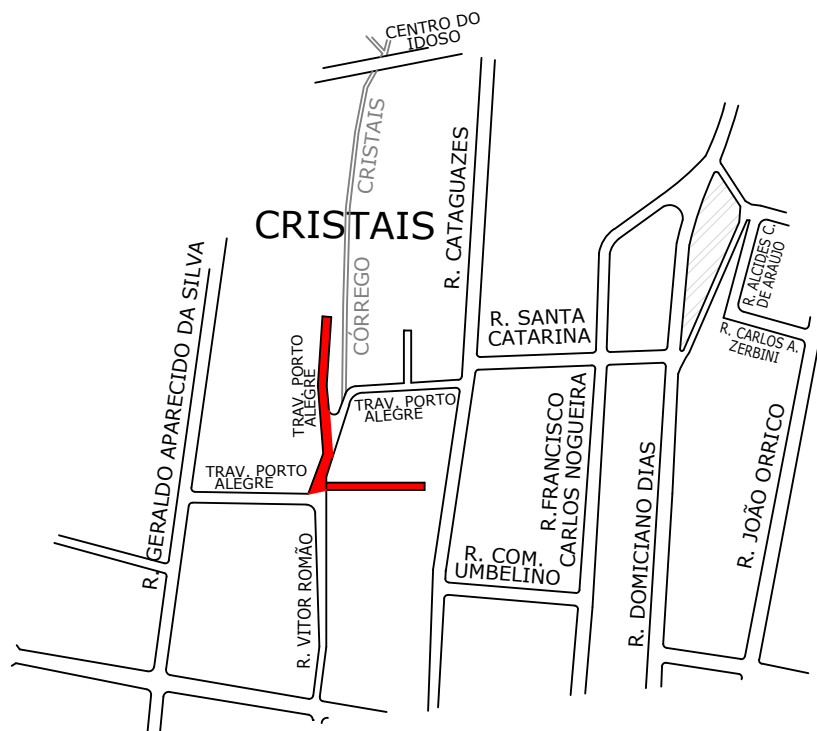 CENTRO DO
IDOSO
CÓRREGO CRISTAIS
CRISTAIS
R. CATAGUAZES
R. GERALDO APARECIDO DA SILVA
R. ALCIDES C.
DE ARAÚJO
R. SANTA
CATARINA
R. CARLOS A.
ZERBINI
TRAV. PORTO
ALEGRE
TRAV. PORTO
ALEGRE
TRAV. PORTO
ALEGRE
R.FRANCISCO
CARLOS NOGUEIRA
R. DOMICIANO DIAS
R. JOÃO ORRICO
R. VITOR ROMÃO
R. COM.
UMBELINO